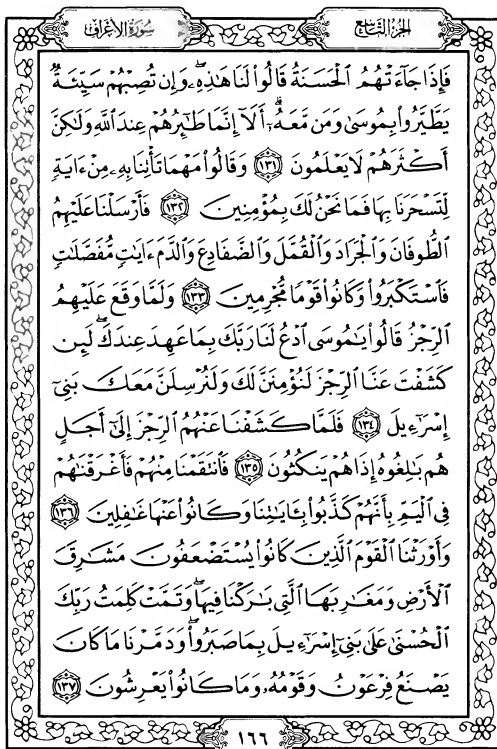 الجزء التاسع
سورة الأعراف
فَإِذَا جَآءَتْهُمُ ٱلْحَسَنَةُ قَالُوا۟ لَنَا هَٰذِهِۦ ۖ وَإِن تُصِبْهُمْ سَيِّئَةٌ
يَطَّيَّرُوا۟ بِمُوسَىٰ وَمَن مَّعَهُۥٓ ۗ أَلَآ إِنَّمَا طَٰٓئِرُهُمْ عِندَ ٱللَّهِ وَلَٰكِنَّ
أَكْثَرَهُمْ لَا يَعْلَمُونَ ١٣١ وَقَالُوا۟ مَهْمَا تَأْتِنَا بِهِۦ مِنْ ءَايَةٍ
لِّتَسْحَرَنَا بِهَا فَمَا نَحْنُ لَكَ بِمُؤْمِنِينَ ١٣٢ فَأَرْسَلْنَا عَلَيْهِمُ
ٱلطُّوفَانَ وَٱلْجَرَادَ وَٱلْقُمَّلَ وَٱلضَّفَادِعَ وَٱلدَّمَ ءَايَٰتٍ مُّفَصَّلَٰتٍ
فَٱسْتَكْبَرُوا۟ وَكَانُوا۟ قَوْمًا مُّجْرِمِينَ ١٣٣ وَلَمَّا وَقَعَ عَلَيْهِمُ
ٱلرِّجْزُ قَالُوا۟ يَٰمُوسَى ٱدْعُ لَنَا رَبَّكَ بِمَا عَهِدَ عِندَكَ ۖ لَئِن
كَشَفْتَ عَنَّا ٱلرِّجْزَ لَنُؤْمِنَنَّ لَكَ وَلَنُرْسِلَنَّ مَعَكَ بَنِىٓ
إِسْرَٰٓءِيلَ ١٣٤ فَلَمَّا كَشَفْنَا عَنْهُمُ ٱلرِّجْزَ إِلَىٰٓ أَجَلٍ
هُم بَٰلِغُوهُ إِذَا هُمْ يَنكُثُونَ ١٣٥ فَٱنتَقَمْنَا مِنْهُمْ فَأَغْرَقْنَٰهُمْ
فِى ٱلْيَمِّ بِأَنَّهُمْ كَذَّبُوا۟ بِـَٔايَٰتِنَا وَكَانُوا۟ عَنْهَا غَٰفِلِينَ ١٣٦
وَأَوْرَثْنَا ٱلْقَوْمَ ٱلَّذِينَ كَانُوا۟ يُسْتَضْعَفُونَ مَشَٰرِقَ
ٱلْأَرْضِ وَمَغَٰرِبَهَا ٱلَّتِى بَٰرَكْنَا فِيهَا ۖ وَتَمَّتْ كَلِمَتُ رَبِّكَ
ٱلْحُسْنَىٰ عَلَىٰ بَنِىٓ إِسْرَٰٓءِيلَ بِمَا صَبَرُوا۟ ۖ وَدَمَّرْنَا مَا كَانَ
يَصْنَعُ فِرْعَوْنُ وَقَوْمُهُۥ وَمَا كَانُوا۟ يَعْرِشُونَ ١٣٧
١٦٦